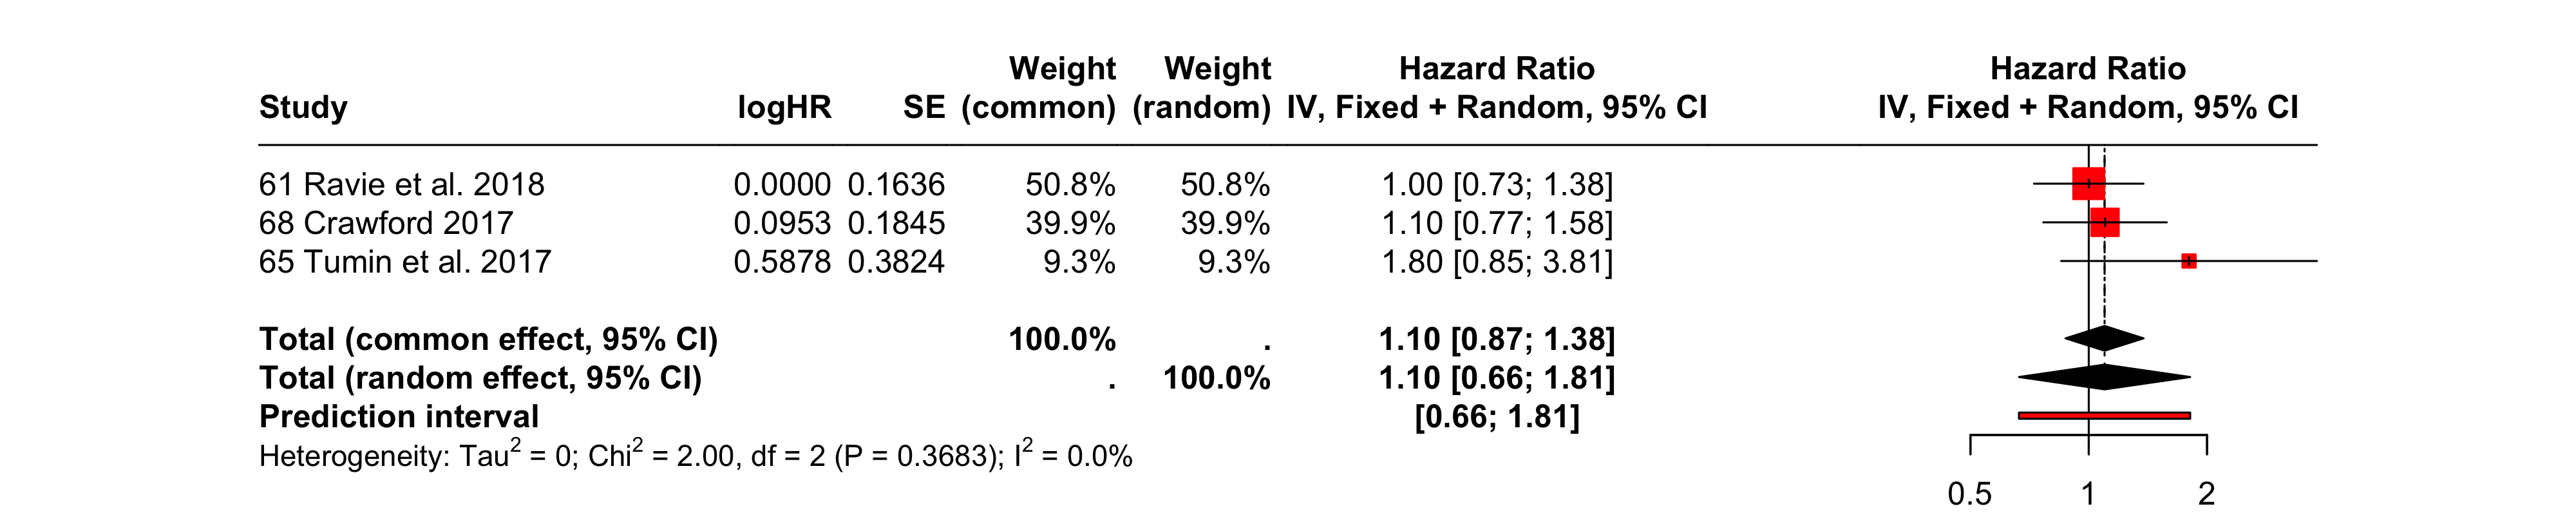 Weight Weight Hazard Ratio Hazard Ratio
Study logHR SE (common) (random) IV, Fixed + Random, 95% CI IV, Fixed + Random, 95% CI
61 Ravie et al. 2018 0.0000 0.1636 50.8% 50.8% 1.00 [0.73; 1.38]
68 Crawford 2017 0.0953 0.1845 39.9% 39.9% 1.10 [0.77; 1.58]
65 Tumin et al. 2017 0.5878 0.3824 9.3% 9.3% 1.80 [0.85; 3.81]
Total (common effect, 95% CI) 100.0% . 1.10 [0.87; 1.38]
Total (random effect, 95% CI) . 100.0% 1.10 [0.66; 1.81]
Prediction interval [0.66; 1.81]
Heterogeneity: Tau² = 0; Chi² = 2.00, df = 2 (P = 0.3683); I² = 0.0%
0.5 1 2